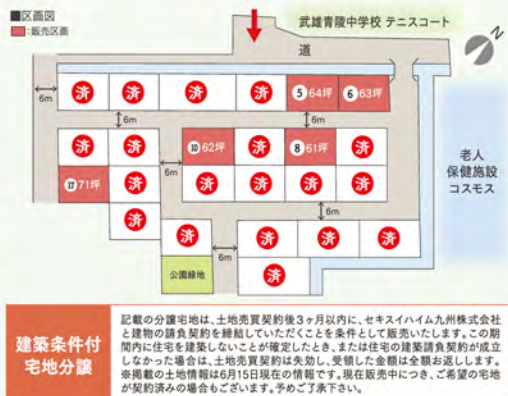 ■区画図
■:販売区画
武雄青陵中学校 テニスコート
道
N
済 済 済 済 ⑤64坪 ⑥63坪
6m
6m
6m
済 済 ⑩62坪 済 ⑧61坪 済
6m
⑰71坪 済 済 済 済 済
老人
保健施設
コスモス
済
6m
済 済 済 済
6m
公園緑地
済
建築条件付
宅地分譲
記載の分譲宅地は、土地売買契約後3ヶ月以内に、セキスイハイム九州株式会社
と建物の請負契約を締結していただくことを条件として販売いたします。この期
間内に住宅を建築しないことが確定したとき、または住宅の建築請負契約が成立
しなかった場合は、土地売買契約は失効し、受領した金額は全額お返しします。
※掲載の土地情報は6月15日現在の情報です。現在販売中につき、ご希望の宅地
が契約済みの場合もございます。予めご了承下さい。